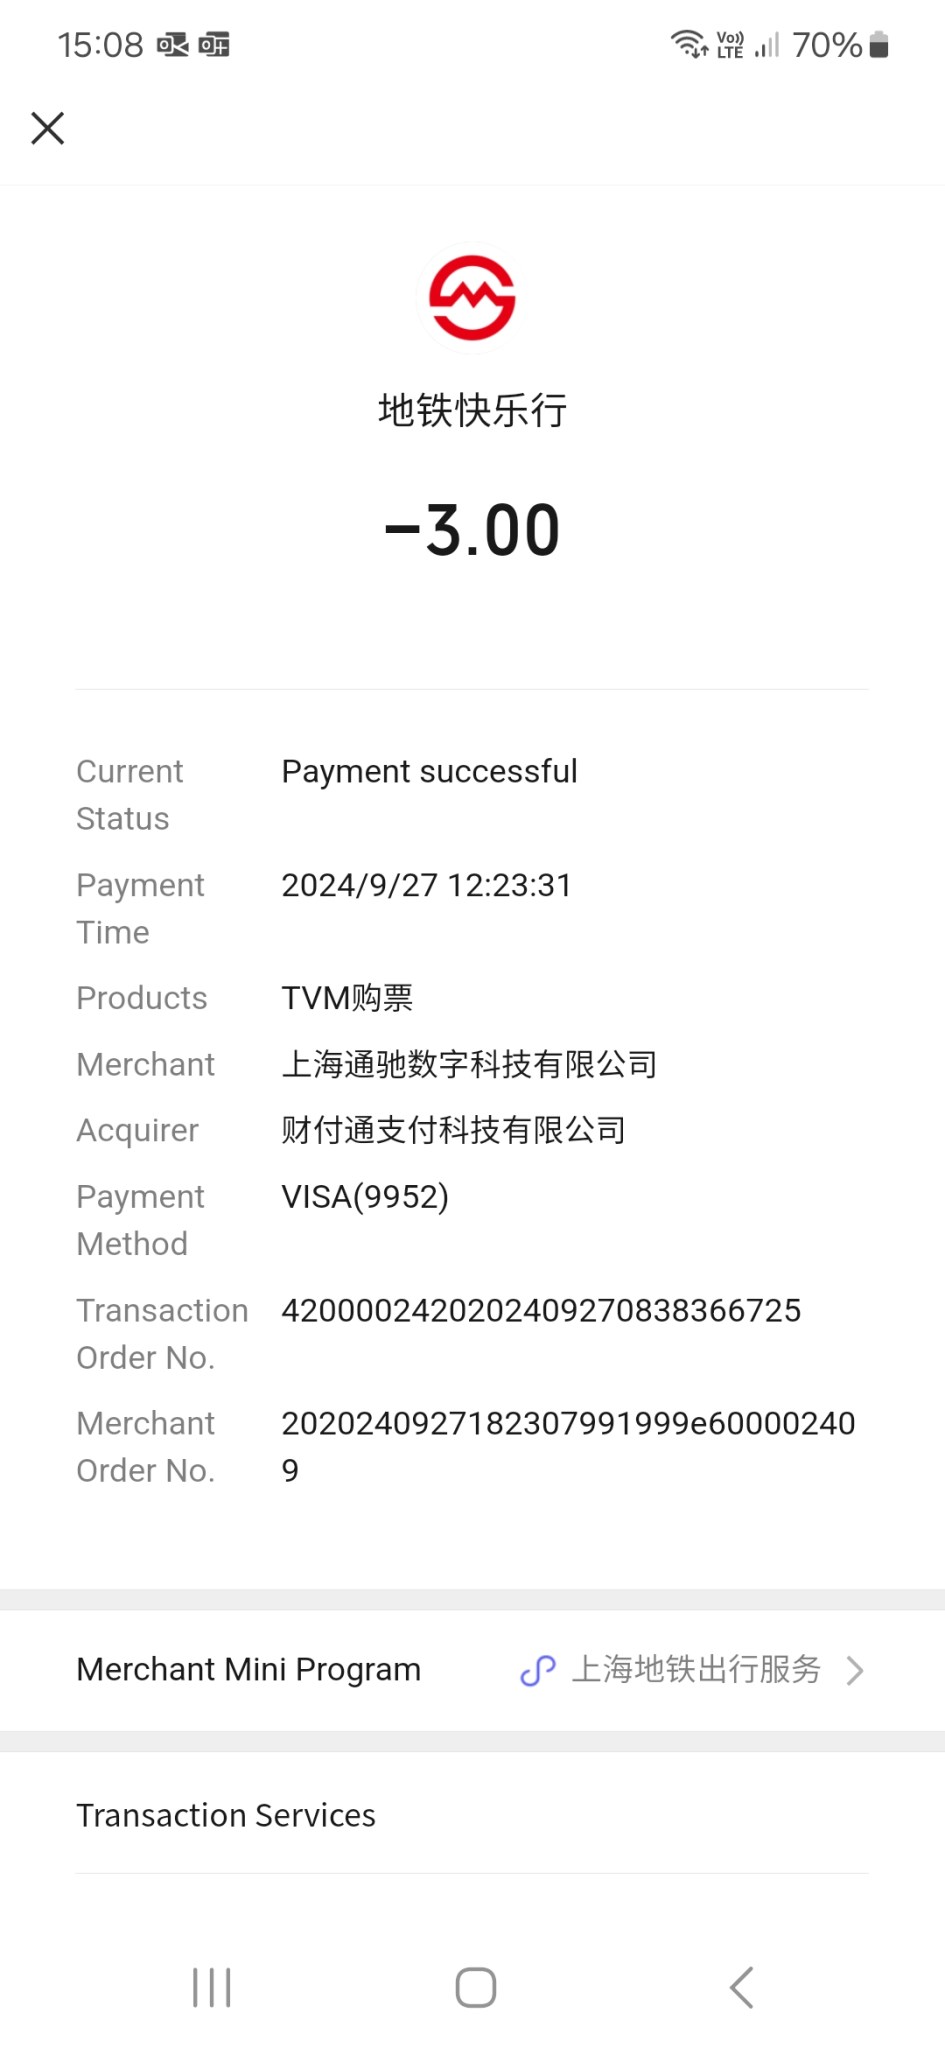 15:08
Vo)) LTE 70%
地铁快乐行
-3.00
Current Status
Payment successful
Payment Time
2024/9/27 12:23:31
Products
TVM购票
Merchant
上海通驰数字科技有限公司
Acquirer
财付通支付科技有限公司
Payment Method
VISA(9952)
Transaction Order No.
4200002420202409270838366725
Merchant Order No.
2020240927182307991999e60000240
9
Merchant Mini Program
上海地铁出行服务
Transaction Services